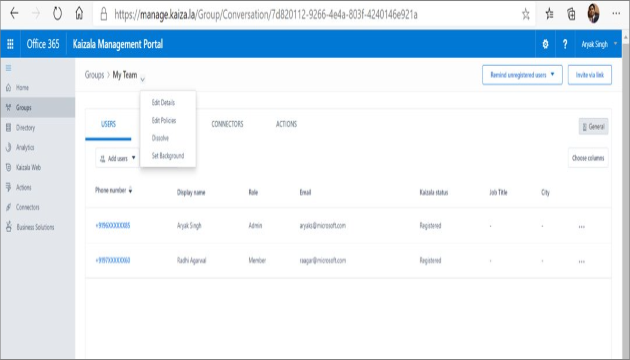 https://manage.kaiza.la/Group/Conversation/7d820112-9266-4e4a-803f-4240146e921a
Office 365 Kaizala Management Portal ? Aryak Singh
Groups > My Team Remind unregistered users Invite via link
Home
Groups
Directory
Analytics
Kaizala Web
Actions
Connectors
Business Solutions
Edit Details
Edit Policies
Dissolve
Set Background
USERS CONNECTORS ACTIONS General
Add users Choose columns
Phone number Display name Role Email Kaizala status Job Title City
Aryak Singh Admin aryaks@microsoft.com Registered - - ...
Radhi Agarwal Member raagar@microsoft.com Registered - - ...